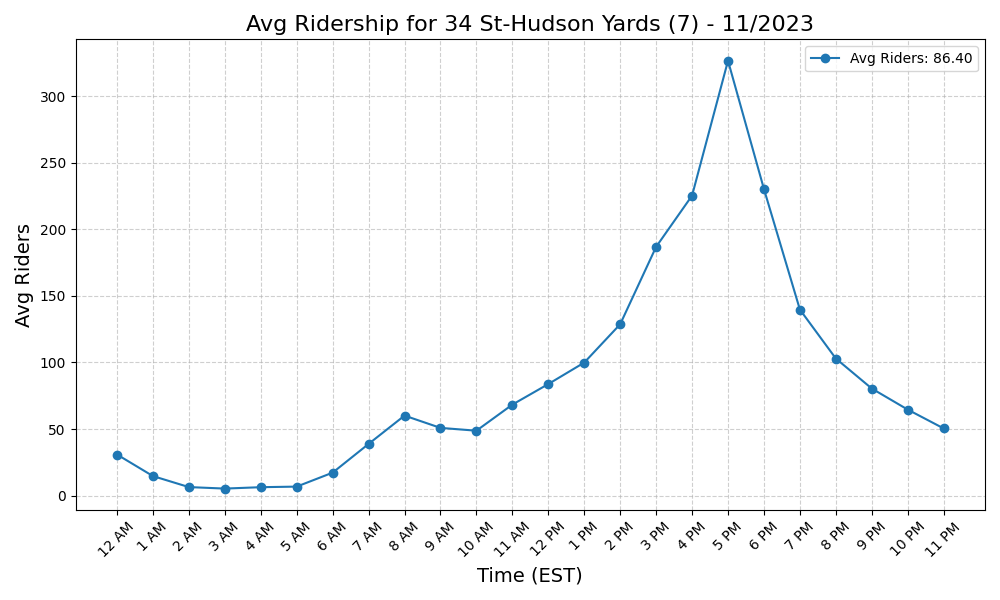 Avg Ridership for 34 St-Hudson Yards (7) - 11/2023
Avg Riders: 86.40
Avg Riders
300
250
200
150
100
50
0
12 AM
1 AM
2 AM
3 AM
4 AM
5 AM
6 AM
7 AM
8 AM
9 AM
10 AM
11 AM
12 PM
1 PM
2 PM
3 PM
4 PM
5 PM
6 PM
7 PM
8 PM
9 PM
10 PM
11 PM
Time (EST)